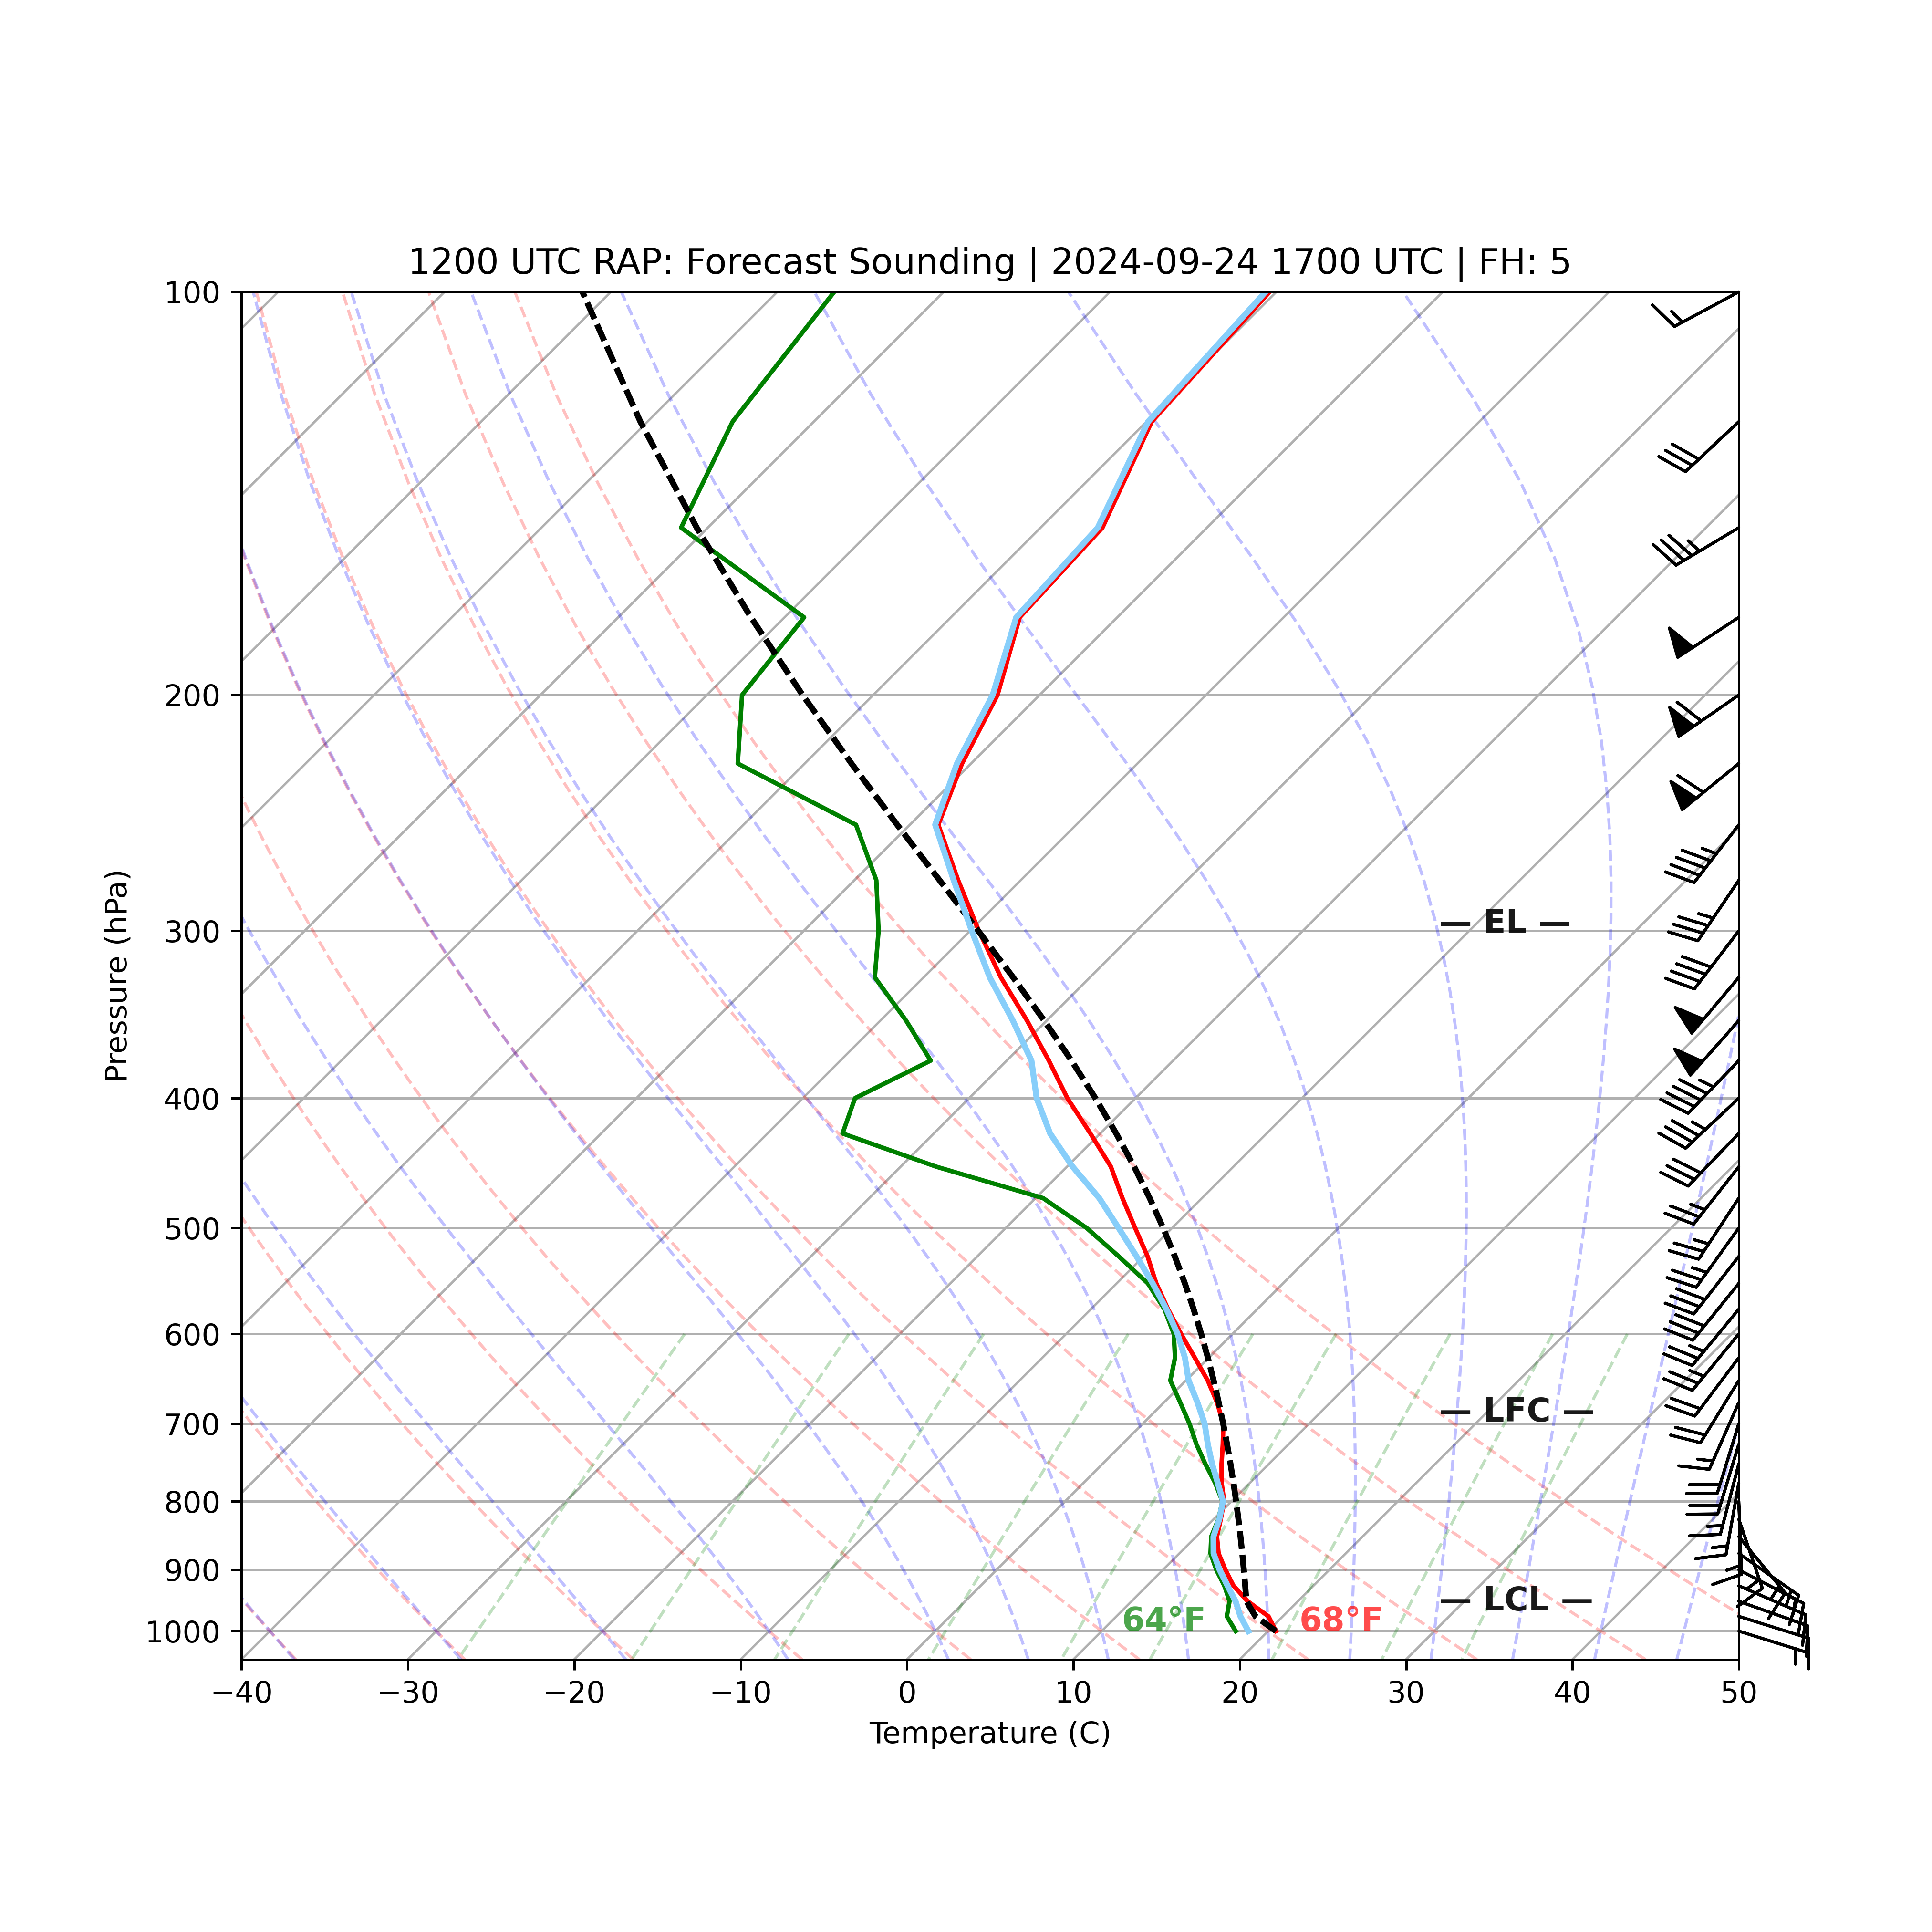 1200 UTC RAP: Forecast Sounding | 2024-09-24 1700 UTC | FH: 5
100
200
300
400
500
600
700
800
900
1000
Pressure (hPa)
— EL —
— LFC —
— LCL —
64°F 68°F
−40 −30 −20 −10 0 10 20 30 40 50
Temperature (C)